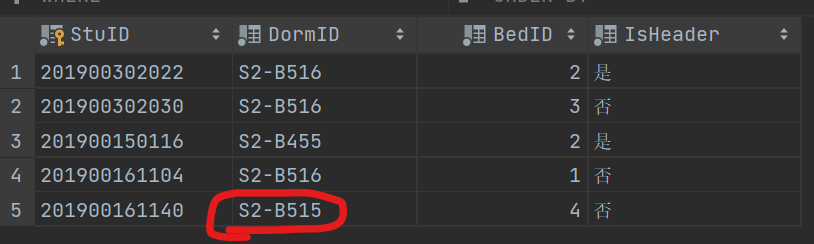 StuID DormID BedID IsHeader
1 201900302022 S2-B516 2 是
2 201900302030 S2-B516 3 否
3 201900150116 S2-B455 2 是
4 201900161104 S2-B516 1 否
5 201900161140 S2-B515 4 否